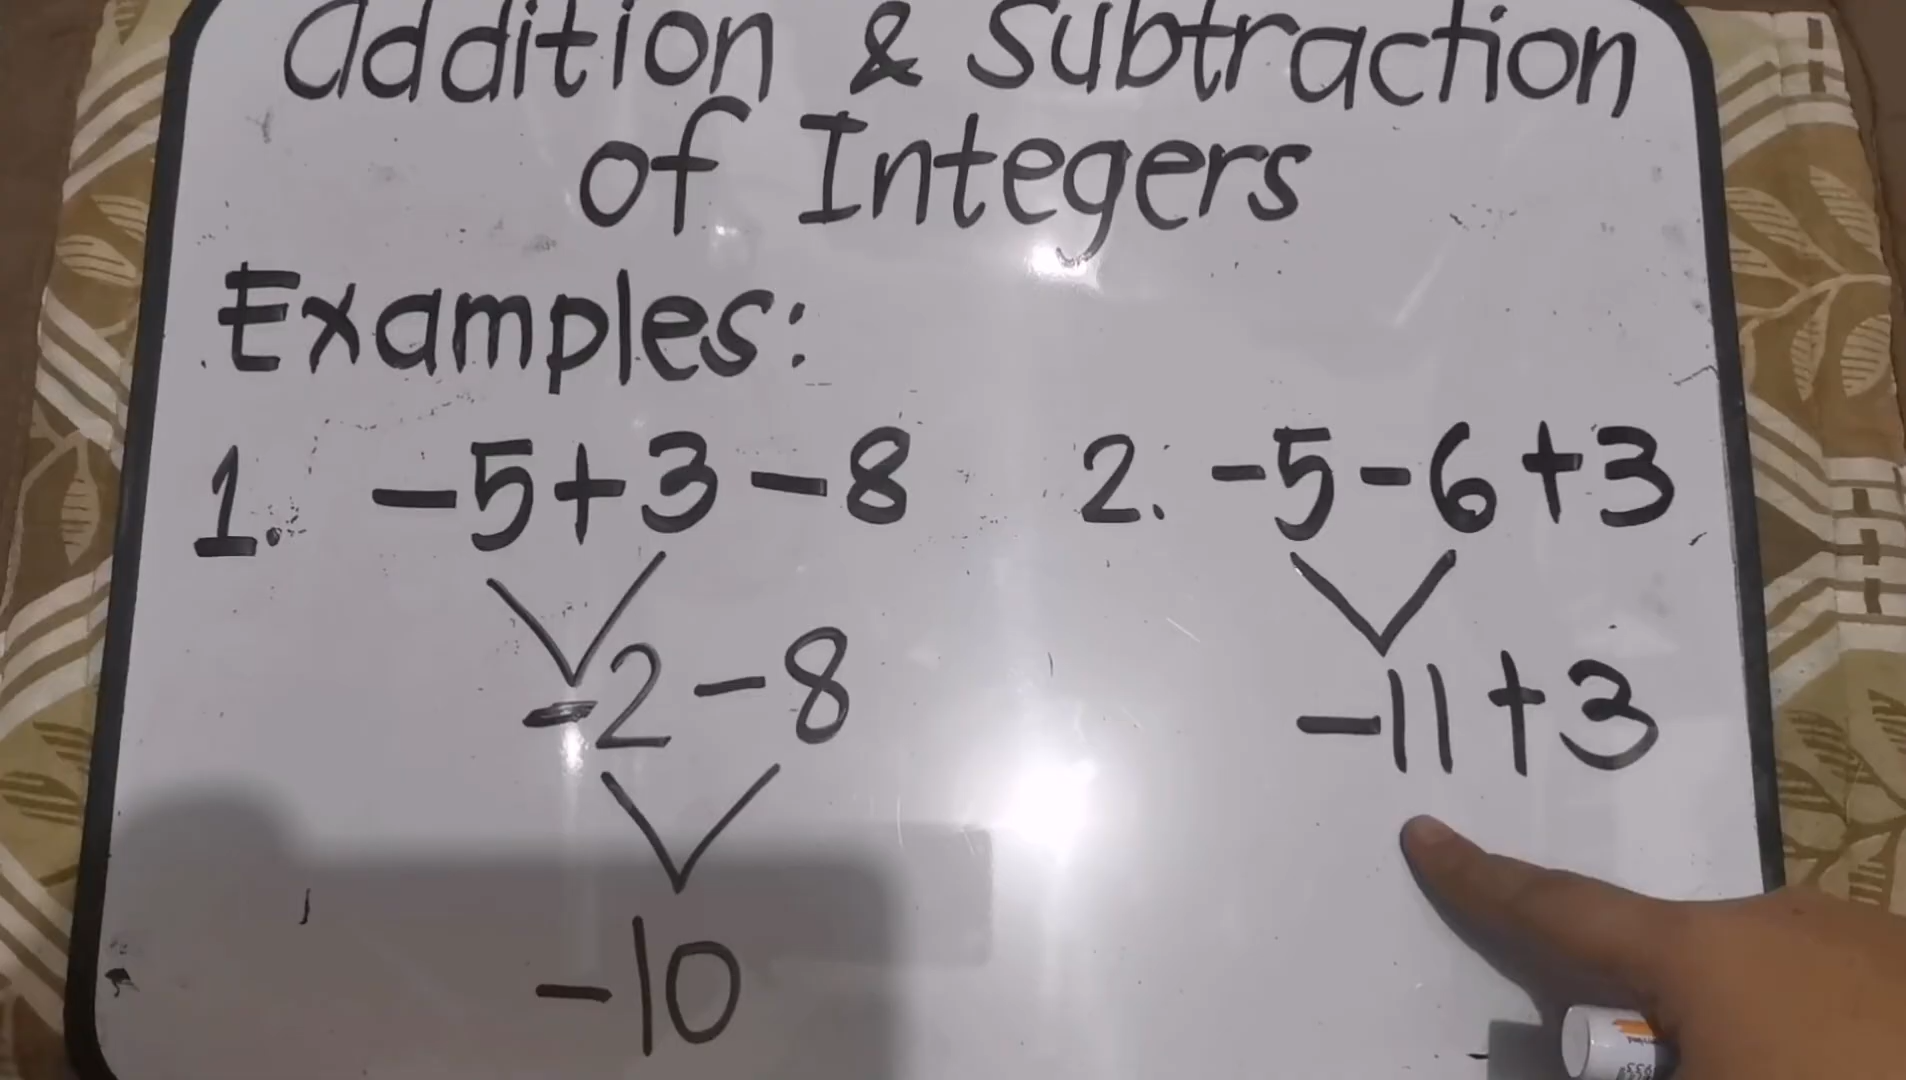 Addition & Subtraction
of Integers
Examples:
1. -5+3-8
2. -5-6+3
-2-8
-11+3
-10